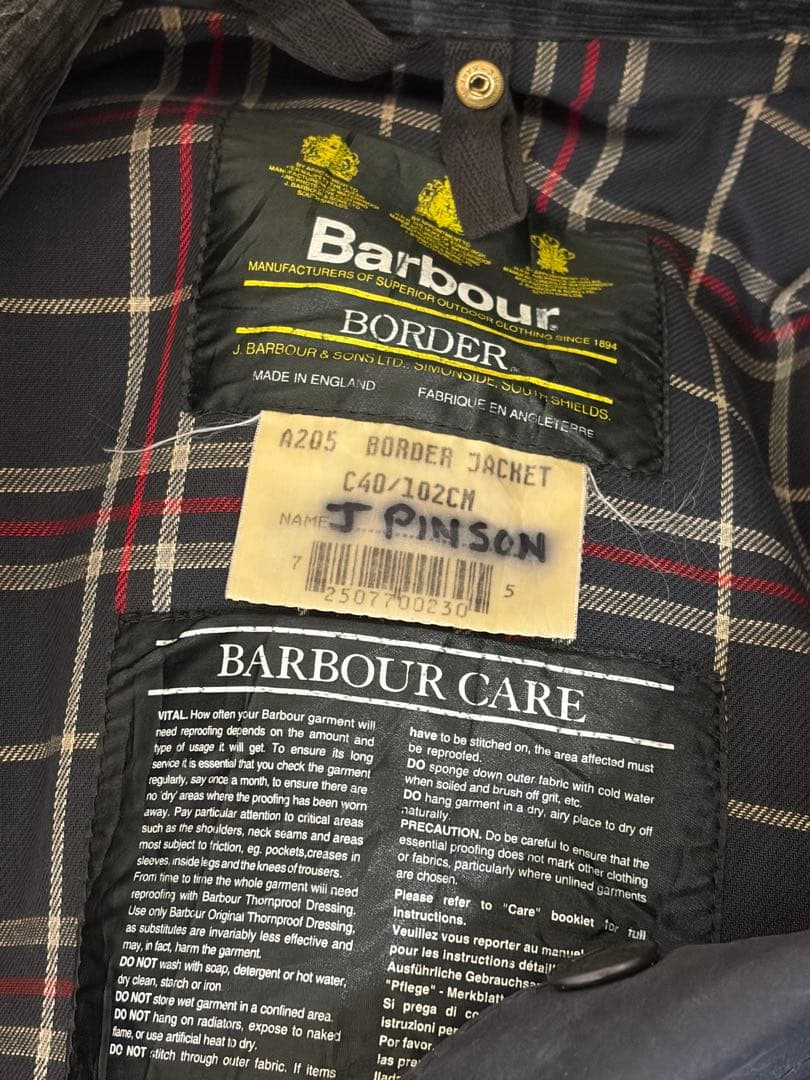 Barbour
MANUFACTURERS OF SUPERIOR OUTDOOR CLOTHING SINCE 1894
BORDER
J. BARBOUR & SONS LTD., SIMONSIDE, SOUTH SHIELDS.
MADE IN ENGLAND
FABRIQUE EN ANGLETERRE
A205 BORDER JACKET
C40/102CM
NAME J PINSON
7 2507700230 5
BARBOUR CARE
VITAL. How often your Barbour garment will
need reproofing depends on the amount and
type of usage it will get. To ensure its long
service it is essential that you check the garment
regularly, say once a month, to ensure there are
no 'dry' areas where the proofing has been worn
away. Pay particular attention to critical areas
such as the shoulders, neck seams and areas
most subject to friction, eg. pockets,creases in
sleeves, inside legs and the knees of trousers.
From time to time the whole garment will need
reproofing with Barbour Thornproof Dressing.
Use only Barbour Original Thornproof Dressing,
as substitutes are invariably less effective and
may, in fact, harm the garment.
DO NOT wash with soap, detergent or hot water,
dry clean, starch or iron.
DO NOT store wet garment in a confined area.
DO NOT hang on radiators, expose to naked
flame, or use artificial heat to dry.
DO NOT stitch through outer fabric. If items
have to be stitched on, the area affected must
be reproofed.
DO sponge down outer fabric with cold water
when soiled and brush off grit, etc.
DO hang garment in a dry, airy place to dry off
naturally.
PRECAUTION. Do be careful to ensure that the
essential proofing does not mark other clothing
or fabrics, particularly where unlined garments
are chosen.
Please refer to "Care" booklet for full
instructions.
Veuillez vous reporter au manuel
pour les instructions
Ausführliche
"Pflege" - Merkblatt
Si prega di
istruzioni per
Por favor,
las